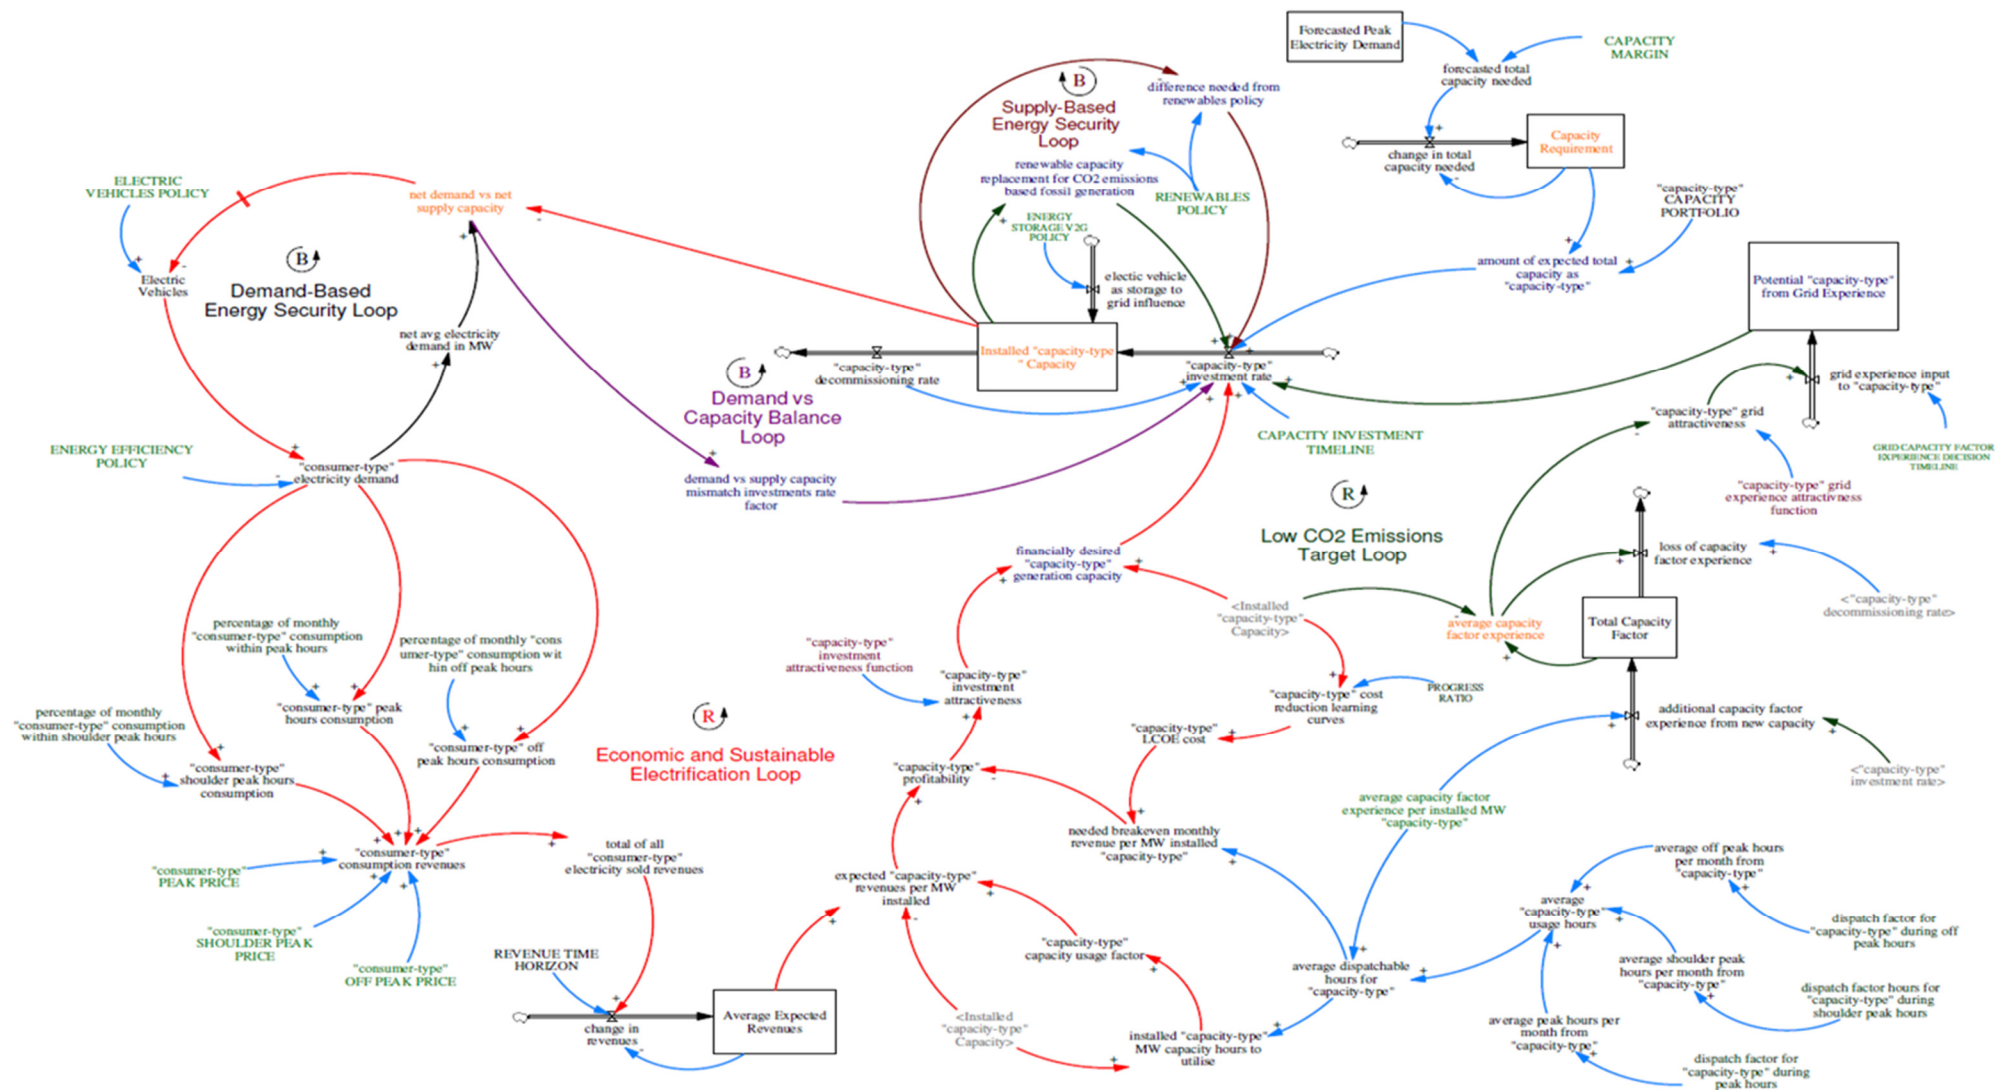 Forecasted Peak
Electricity Demand
CAPACITY
MARGIN
forecasted total
capacity needed
B
Supply-Based
Energy Security
Loop
difference needed from
renewables policy
Capacity
Requirement
change in total
capacity needed
renewable capacity
replacement for CO2 emissions
based fossil generation
RENEWABLES
POLICY
"capacity-type"
CAPACITY
PORTFOLIO
ELECTRIC
VEHICLES POLICY
net demand vs net
supply capacity
ENERGY
STORAGE V2G
POLICY
electic vehicle
as storage to
grid influence
amount of expected total
capacity as
"capacity-type"
Potential "capacity-type"
from Grid Experience
B
Demand-Based
Energy Security Loop
Electric
Vehicles
net avg electricity
demand in MW
Installed "capacity-type
" Capacity
"capacity-type"
decommissioning rate
"capacity-type"
investment rate
B
Demand vs
Capacity Balance
Loop
grid experience input
to "capacity-type"
"capacity-type" grid
attractiveness
GRID CAPACITY FACTOR
EXPERIENCE DECISION
TIMELINE
CAPACITY INVESTMENT
TIMELINE
ENERGY EFFICIENCY
POLICY
"consumer-type"
electricity demand
demand vs supply capacity
mismatch investments rate
factor
"capacity-type" grid
experience attractivness
function
R
Low CO2 Emissions
Target Loop
loss of capacity
factor experience
financially desired
"capacity-type"
generation capacity
<Installed
"capacity-type"
Capacity>
average capacity
factor experience
Total Capacity
Factor
<"capacity-type"
decommissioning rate>
percentage of monthly
"consumer-type" consumption
within peak hours
percentage of monthly "cons
umer-type" consumption wit
hin off peak hours
"capacity-type"
investment
attractiveness function
"capacity-type"
investment
attractiveness
"capacity-type" cost
reduction learning
curves
PROGRESS
RATIO
percentage of monthly
"consumer-type" consumption
within shoulder peak hours
"consumer-type" peak
hours consumption
"consumer-type" off
peak hours consumption
R
Economic and Sustainable
Electrification Loop
"capacity-type"
LCOE cost
additional capacity factor
experience from new capacity
"consumer-type"
shoulder peak hours
consumption
"capacity-type"
profitability
<"capacity-type"
investment rate>
average capacity factor
experience per installed MW
"capacity-type"
needed breakeven monthly
revenue per MW installed
"capacity-type"
"consumer-type"
consumption revenues
total of all
"consumer-type"
electricity sold revenues
"consumer-type"
PEAK PRICE
expected "capacity-type"
revenues per MW
installed
average off peak hours
per month from
"capacity-type"
average
"capacity-type"
usage hours
dispatch factor for
"capacity-type" during off
peak hours
"consumer-type"
SHOULDER PEAK
PRICE
"consumer-type"
OFF PEAK PRICE
REVENUE TIME
HORIZON
"capacity-type"
capacity usage factor
average dispatchable
hours for
"capacity-type"
average shoulder peak
hours per month from
"capacity-type"
dispatch factor hours for
"capacity-type" during
shoulder peak hours
change in
revenues
Average Expected
Revenues
<Installed
"capacity-type"
Capacity>
installed "capacity-type"
MW capacity hours to
utilise
average peak hours per
month from
"capacity-type"
dispatch factor for
"capacity-type" during
peak hours